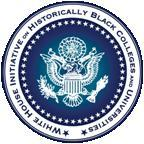 WHITE HOUSE INITIATIVE ON HISTORICALLY BLACK COLLEGES AND UNIVERSITIES